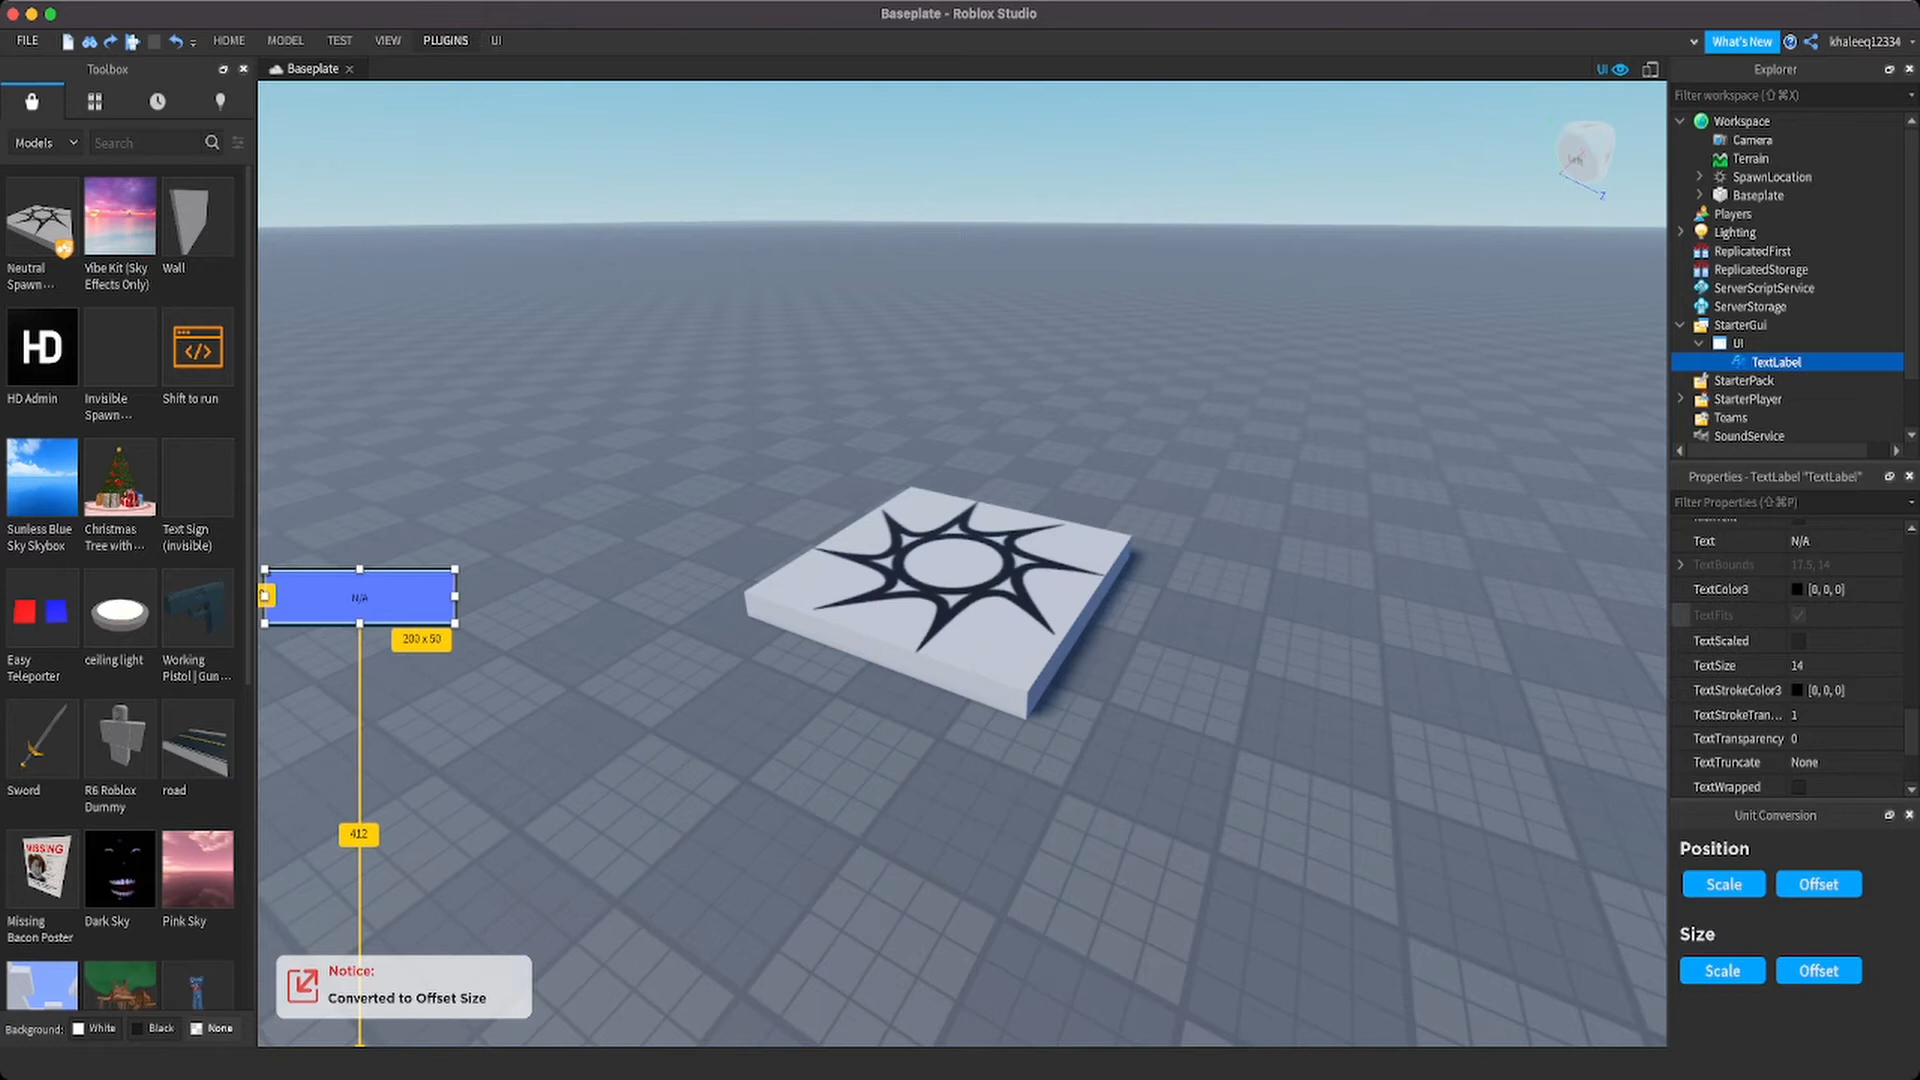 Baseplate - Roblox Studio
FILE HOME MODEL TEST VIEW PLUGINS UI What's New khaleeq12334
Toolbox
Baseplate
UI
Explorer
Filter workspace (⇧⌘X)
Models Search
Neutral Spawn...
Vibe Kit (Sky Effects Only)
Wall
HD
HD Admin
Invisible Spawn...
Shift to run
Sunless Blue Sky Skybox
Christmas Tree with...
Text Sign (invisible)
Easy Teleporter
ceiling light
Working Pistol | Gun...
Sword
R6 Roblox Dummy
road
MISSING
Missing Bacon Poster
Dark Sky
Pink Sky
Background: White Black None
N/A
200 x 50
412
Notice:
Converted to Offset Size
Z
Workspace
Camera
Terrain
SpawnLocation
Baseplate
Players
Lighting
ReplicatedFirst
ReplicatedStorage
ServerScriptService
ServerStorage
StarterGui
UI
TextLabel
StarterPack
StarterPlayer
Teams
SoundService
Properties - TextLabel "TextLabel"
Filter Properties (⇧⌘P)
Text N/A
TextBounds 17.5, 14
TextColor3 [0, 0, 0]
TextFits
TextScaled
TextSize 14
TextStrokeColor3 [0, 0, 0]
TextStrokeTran... 1
TextTransparency 0
TextTruncate None
TextWrapped
Unit Conversion
Position
Scale Offset
Size
Scale Offset